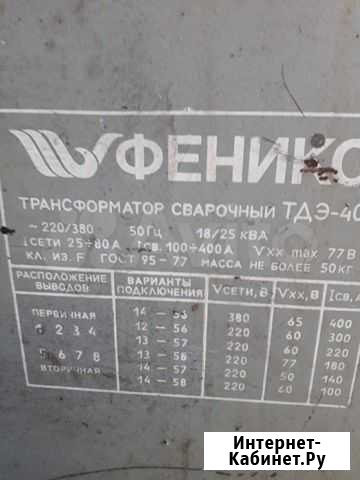 ФЕНИКС
ТРАНСФОРМАТОР СВАРОЧНЫЙ ТДЭ-40
~ 220/380 50ГЦ 18/25 кВА
Iсети 25÷80А Iсв. 100÷400А Vхх max 77В
КЛ. ИЗ. F ГОСТ 95-77 МАССА НЕ БОЛЕЕ 50КГ
РАСПОЛОЖЕНИЕ ВЫВОДОВ ВАРИАНТЫ ПОДКЛЮЧЕНИЯ Vсети, В Vхх, В Iсв.
ПЕРВИЧНАЯ
1 2 3 4
5 6 7 8
ВТОРИЧНАЯ
14 - 380 65 400
12 - 56 220 60 300
13 - 57 220 60 220
13 - 58 220 77 180
14 - 57 220 50 140
14 - 58 220 40 100
Интернет-
Кабинет.Ру